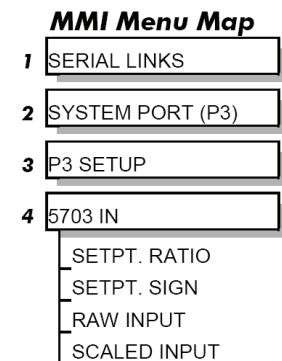 MMI Menu Map
1 SERIAL LINKS
2 SYSTEM PORT (P3)
3 P3 SETUP
4 5703 IN
SETPT. RATIO
SETPT. SIGN
RAW INPUT
SCALED INPUT